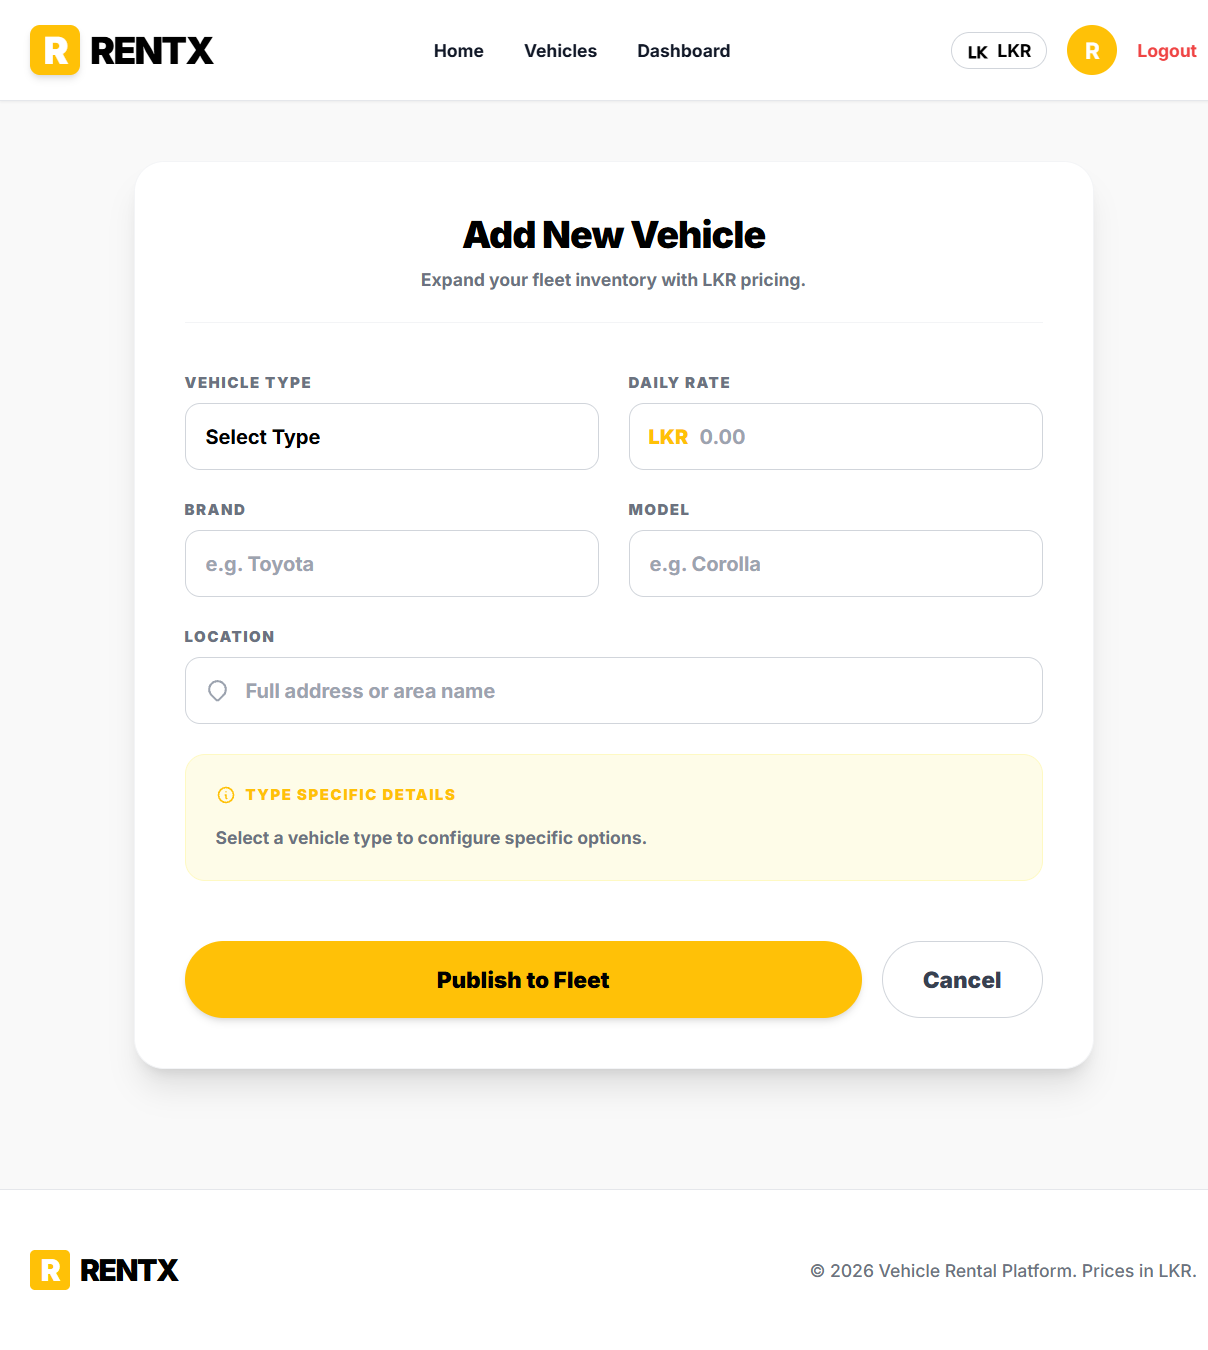 R RENTX
Home Vehicles Dashboard
LK LKR
R
Logout
Add New Vehicle
Expand your fleet inventory with LKR pricing.
VEHICLE TYPE
Select Type
DAILY RATE
LKR 0.00
BRAND
e.g. Toyota
MODEL
e.g. Corolla
LOCATION
Full address or area name
TYPE SPECIFIC DETAILS
Select a vehicle type to configure specific options.
Publish to Fleet
Cancel
R RENTX
© 2026 Vehicle Rental Platform. Prices in LKR.